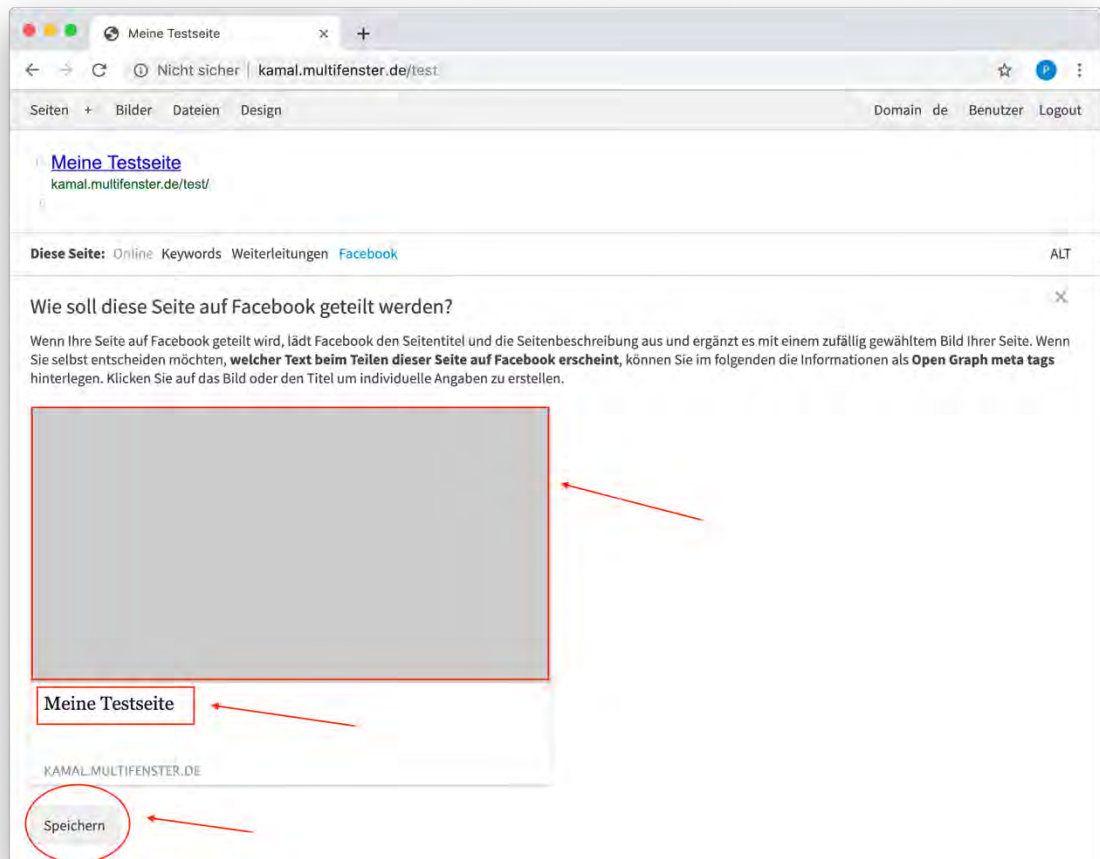 Meine Testseite
Nicht sicher | kamal.multifenster.de/test
P
Seiten + Bilder Dateien Design Domain de Benutzer Logout
Meine Testseite
kamal.multifenster.de/test/
Diese Seite: Online Keywords Weiterleitungen Facebook ALT
Wie soll diese Seite auf Facebook geteilt werden?
Wenn Ihre Seite auf Facebook geteilt wird, lädt Facebook den Seitentitel und die Seitenbeschreibung aus und ergänzt es mit einem zufällig gewähltem Bild Ihrer Seite. Wenn
Sie selbst entscheiden möchten, welcher Text beim Teilen dieser Seite auf Facebook erscheint, können Sie im folgenden die Informationen als Open Graph meta tags
hinterlegen. Klicken Sie auf das Bild oder den Titel um individuelle Angaben zu erstellen.
Meine Testseite
KAMAL.MULTIFENSTER.DE
Speichern